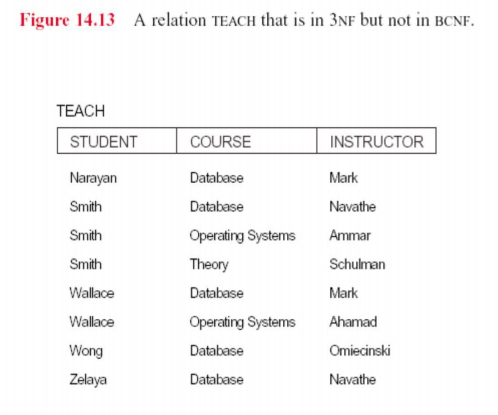 Figure 14.13 A relation TEACH that is in 3NF but not in BCNF.
TEACH
STUDENT COURSE INSTRUCTOR
Narayan Database Mark
Smith Database Navathe
Smith Operating Systems Ammar
Smith Theory Schulman
Wallace Database Mark
Wallace Operating Systems Ahamad
Wong Database Omiecinski
Zelaya Database Navathe